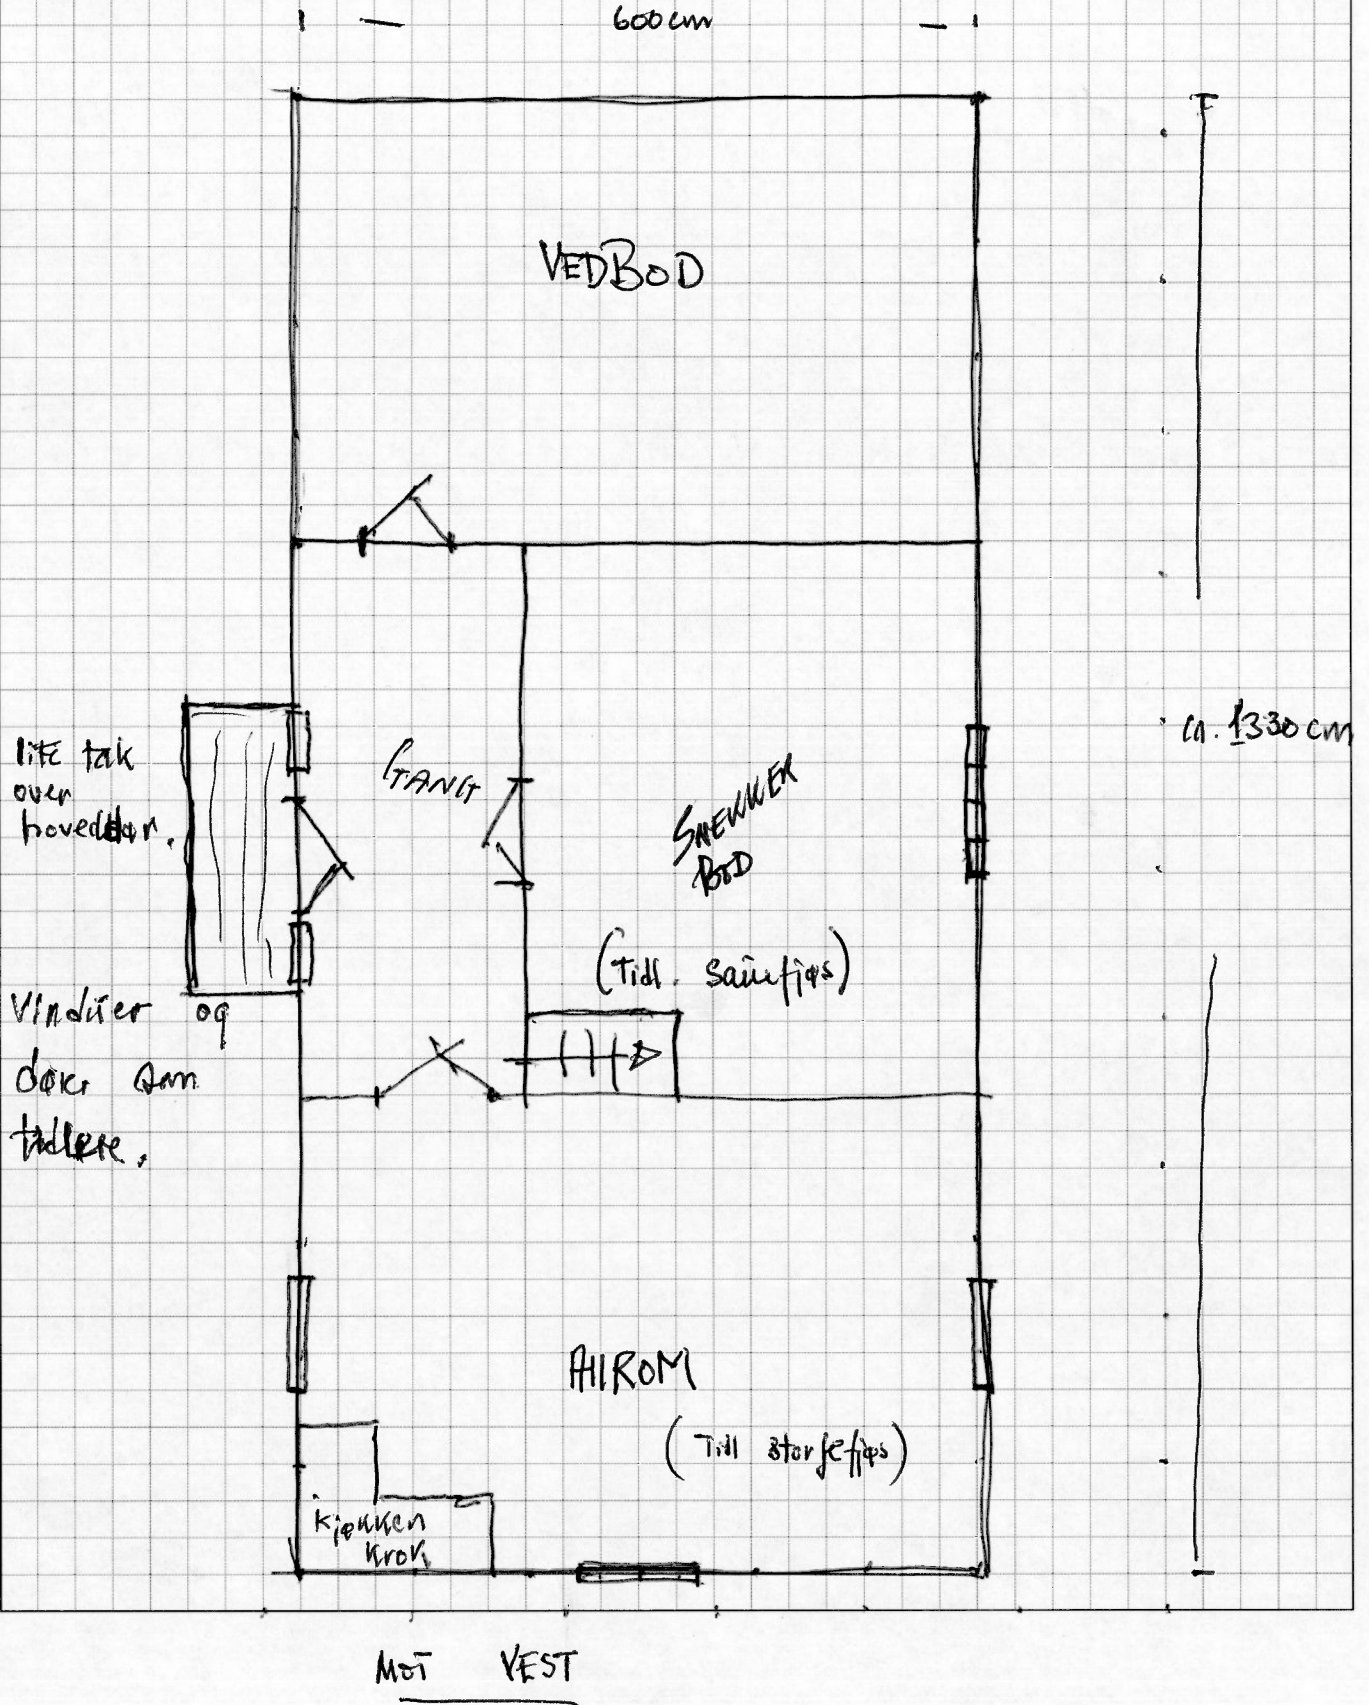 600 cm
VEDBOD
ca. 1330 cm
lite tak
over
hoveddør.
GANG
SNEKKER
BOD
(Tidl. sauefjøs)
Vinduer og
dører som
tidligere.
AllROM
(Tidl storfefjøs)
kjøkken
krok
MOT VEST